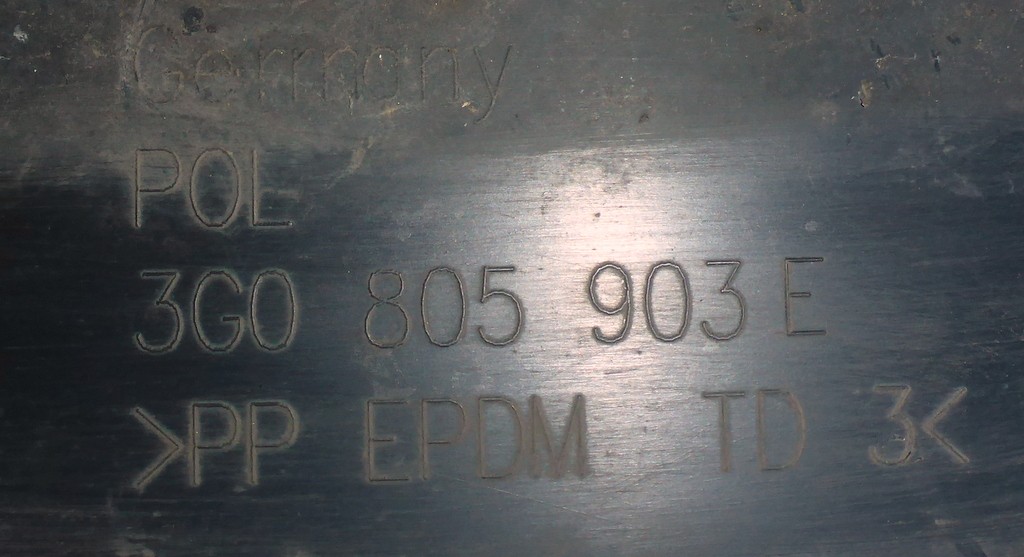 Germany
POL
3G0 805 903 E
>PP EPDM TD 3<